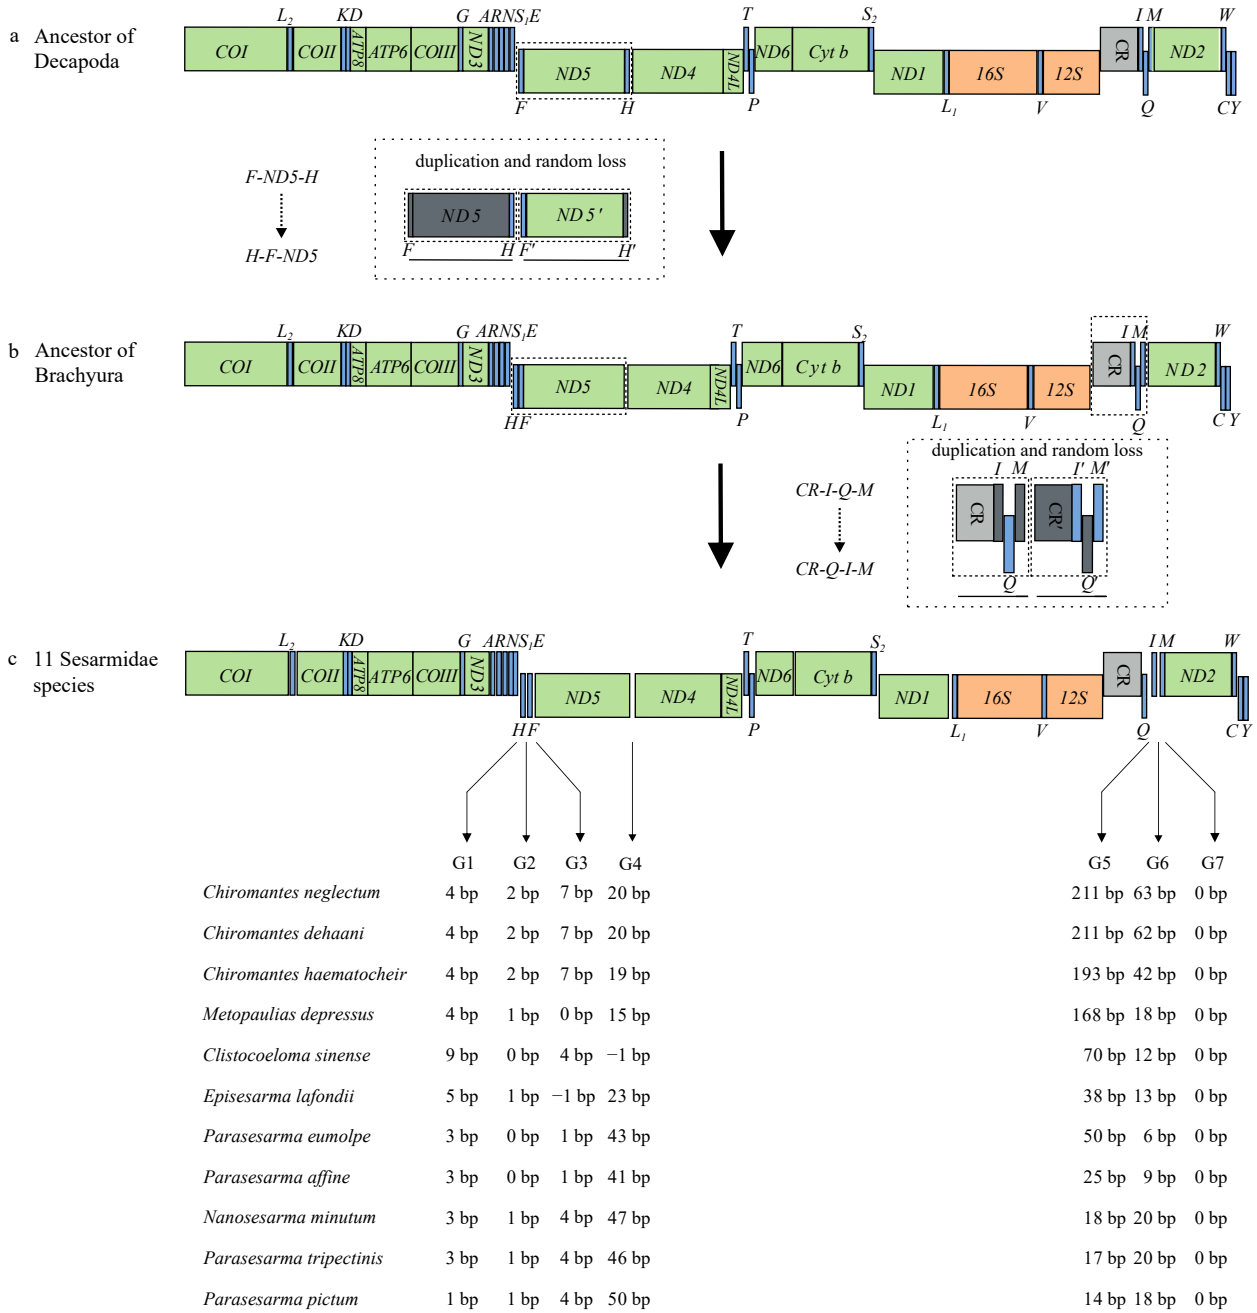 L2 KD G ARNS1E T S2 I M W
a Ancestor of Decapoda
COI COII ATP8 ATP6 COIII ND3 ND5 ND4 ND4L ND6 Cyt b ND1 16S 12S CR ND2
F H P L1 V Q CY
duplication and random loss
F-ND5-H
ND5 ND5'
H-F-ND5
F H F' H'
L2 KD G ARNS1E T S2 I M W
b Ancestor of Brachyura
COI COII ATP8 ATP6 COIII ND3 ND5 ND4 ND4L ND6 Cyt b ND1 16S 12S CR ND2
HF P L1 V Q CY
duplication and random loss
I M I' M'
CR-I-Q-M
CR CR'
CR-Q-I-M
Q Q'
L2 KD G ARNS1E T S2 I M W
c 11 Sesarmidae species
COI COII ATP8 ATP6 COIII ND3 ND5 ND4 ND4L ND6 Cyt b ND1 16S 12S CR ND2
HF P L1 V Q CY
G1 G2 G3 G4 G5 G6 G7
Chiromantes neglectum 4 bp 2 bp 7 bp 20 bp 211 bp 63 bp 0 bp
Chiromantes dehaani 4 bp 2 bp 7 bp 20 bp 211 bp 62 bp 0 bp
Chiromantes haematocheir 4 bp 2 bp 7 bp 19 bp 193 bp 42 bp 0 bp
Metopaulias depressus 4 bp 1 bp 0 bp 15 bp 168 bp 18 bp 0 bp
Clistocoeloma sinense 9 bp 0 bp 4 bp −1 bp 70 bp 12 bp 0 bp
Episesarma lafondii 5 bp 1 bp −1 bp 23 bp 38 bp 13 bp 0 bp
Parasesarma eumolpe 3 bp 0 bp 1 bp 43 bp 50 bp 6 bp 0 bp
Parasesarma affine 3 bp 0 bp 1 bp 41 bp 25 bp 9 bp 0 bp
Nanosesarma minutum 3 bp 1 bp 4 bp 47 bp 18 bp 20 bp 0 bp
Parasesarma tripectinis 3 bp 1 bp 4 bp 46 bp 17 bp 20 bp 0 bp
Parasesarma pictum 1 bp 1 bp 4 bp 50 bp 14 bp 18 bp 0 bp